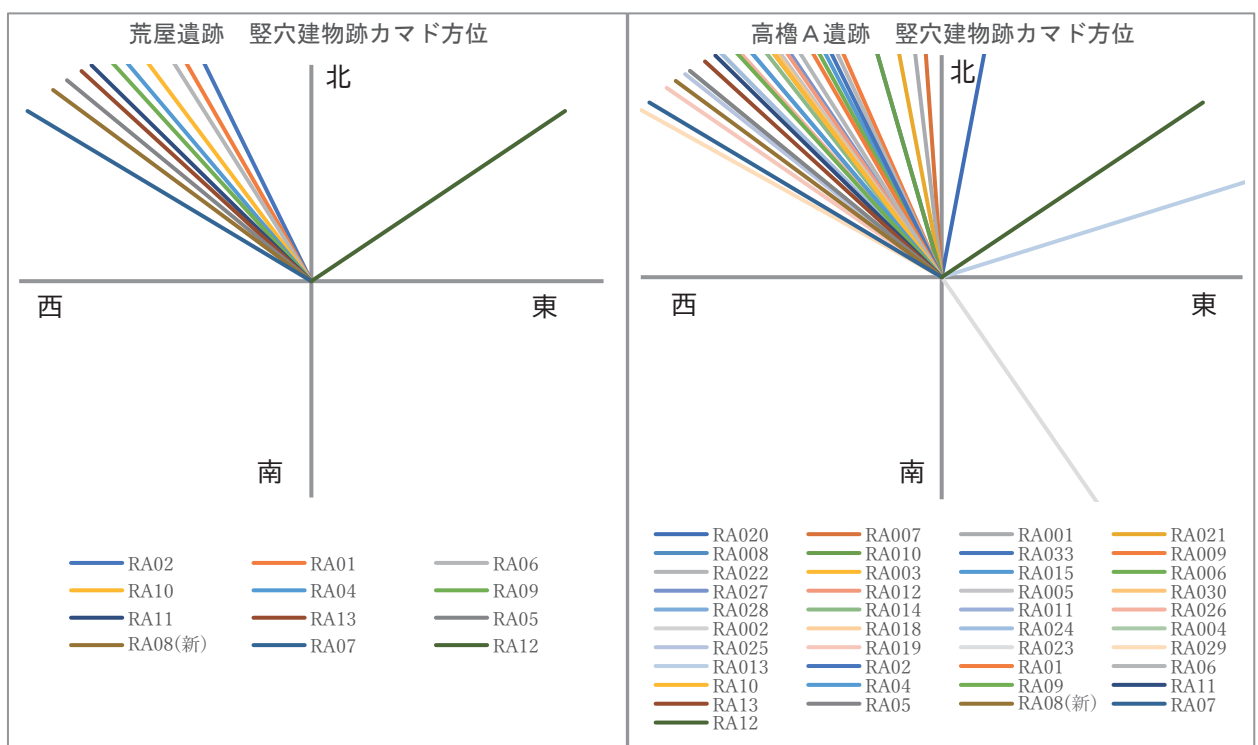 荒屋遺跡　竪穴建物跡カマド方位
北
西
東
南
RA02 RA01 RA06
RA10 RA04 RA09
RA11 RA13 RA05
RA08(新) RA07 RA12
高櫓A遺跡　竪穴建物跡カマド方位
北
西
東
南
RA020 RA007 RA001 RA021
RA008 RA010 RA033 RA009
RA022 RA003 RA015 RA006
RA027 RA012 RA005 RA030
RA028 RA014 RA011 RA026
RA002 RA018 RA024 RA004
RA025 RA019 RA023 RA029
RA013 RA02 RA01 RA06
RA10 RA04 RA09 RA11
RA13 RA05 RA08(新) RA07
RA12